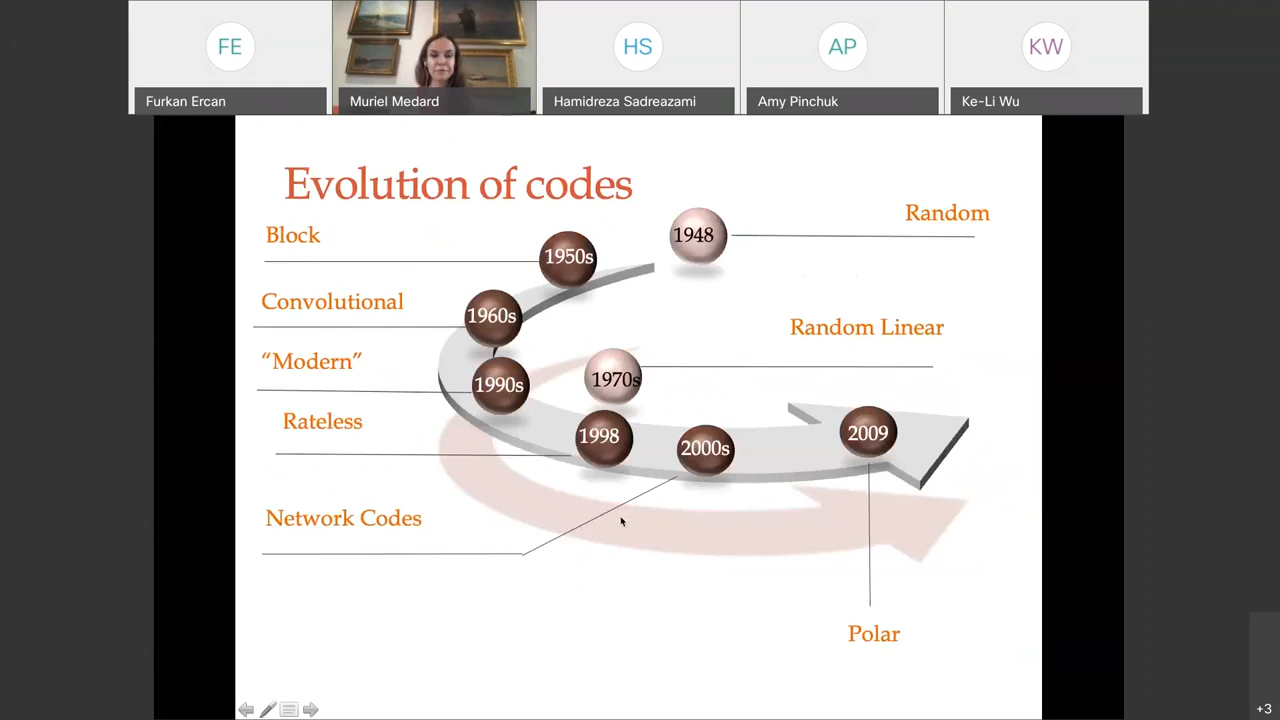 FE
HS
AP
KW
Furkan Ercan
Muriel Medard
Hamidreza Sadreazami
Amy Pinchuk
Ke-Li Wu
Evolution of codes
Random
1948
Block
1950s
Convolutional
1960s
Random Linear
"Modern"
1990s
1970s
Rateless
1998
2000s
2009
Network Codes
Polar
+3